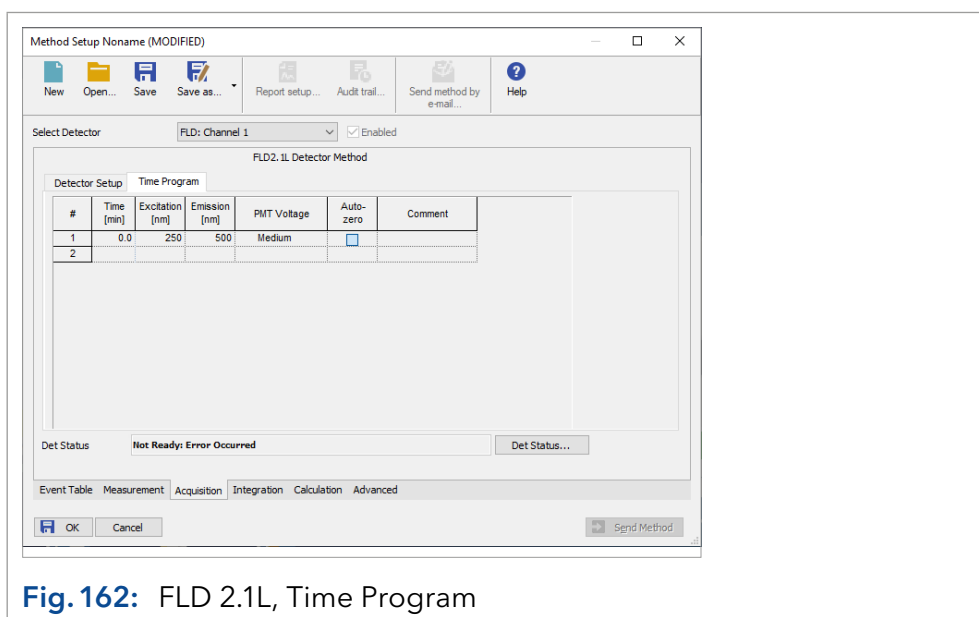 Method Setup Noname (MODIFIED)
New Open... Save Save as... Report setup... Audit trail... Send method by e-mail... Help
Select Detector FLD: Channel 1 Enabled
FLD2.1L Detector Method
Detector Setup Time Program
# Time [min] Excitation [nm] Emission [nm] PMT Voltage Auto-zero Comment
1 0.0 250 500 Medium
2
Det Status Not Ready: Error Occurred Det Status...
Event Table Measurement Acquisition Integration Calculation Advanced
OK Cancel Send Method
Fig. 162: FLD 2.1L, Time Program